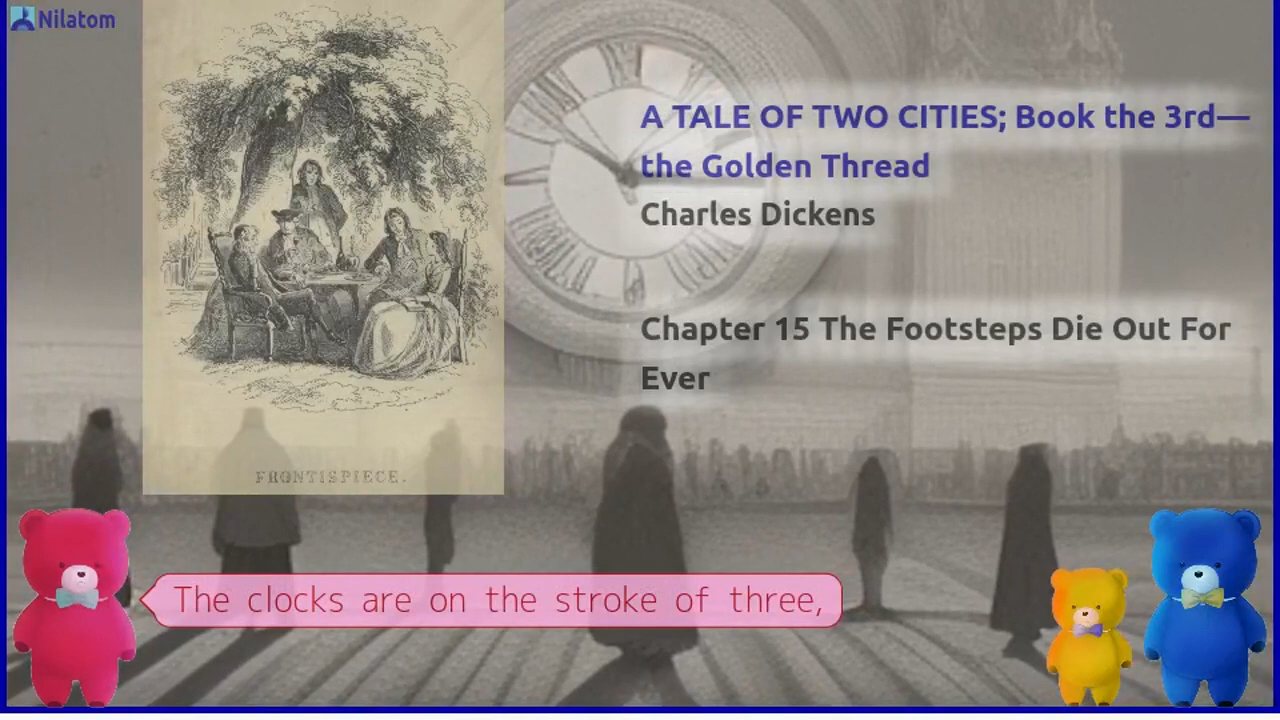 Nilatom
A TALE OF TWO CITIES; Book the 3rd—
the Golden Thread
Charles Dickens
Chapter 15 The Footsteps Die Out For
Ever
FRONTISPIECE.
The clocks are on the stroke of three,